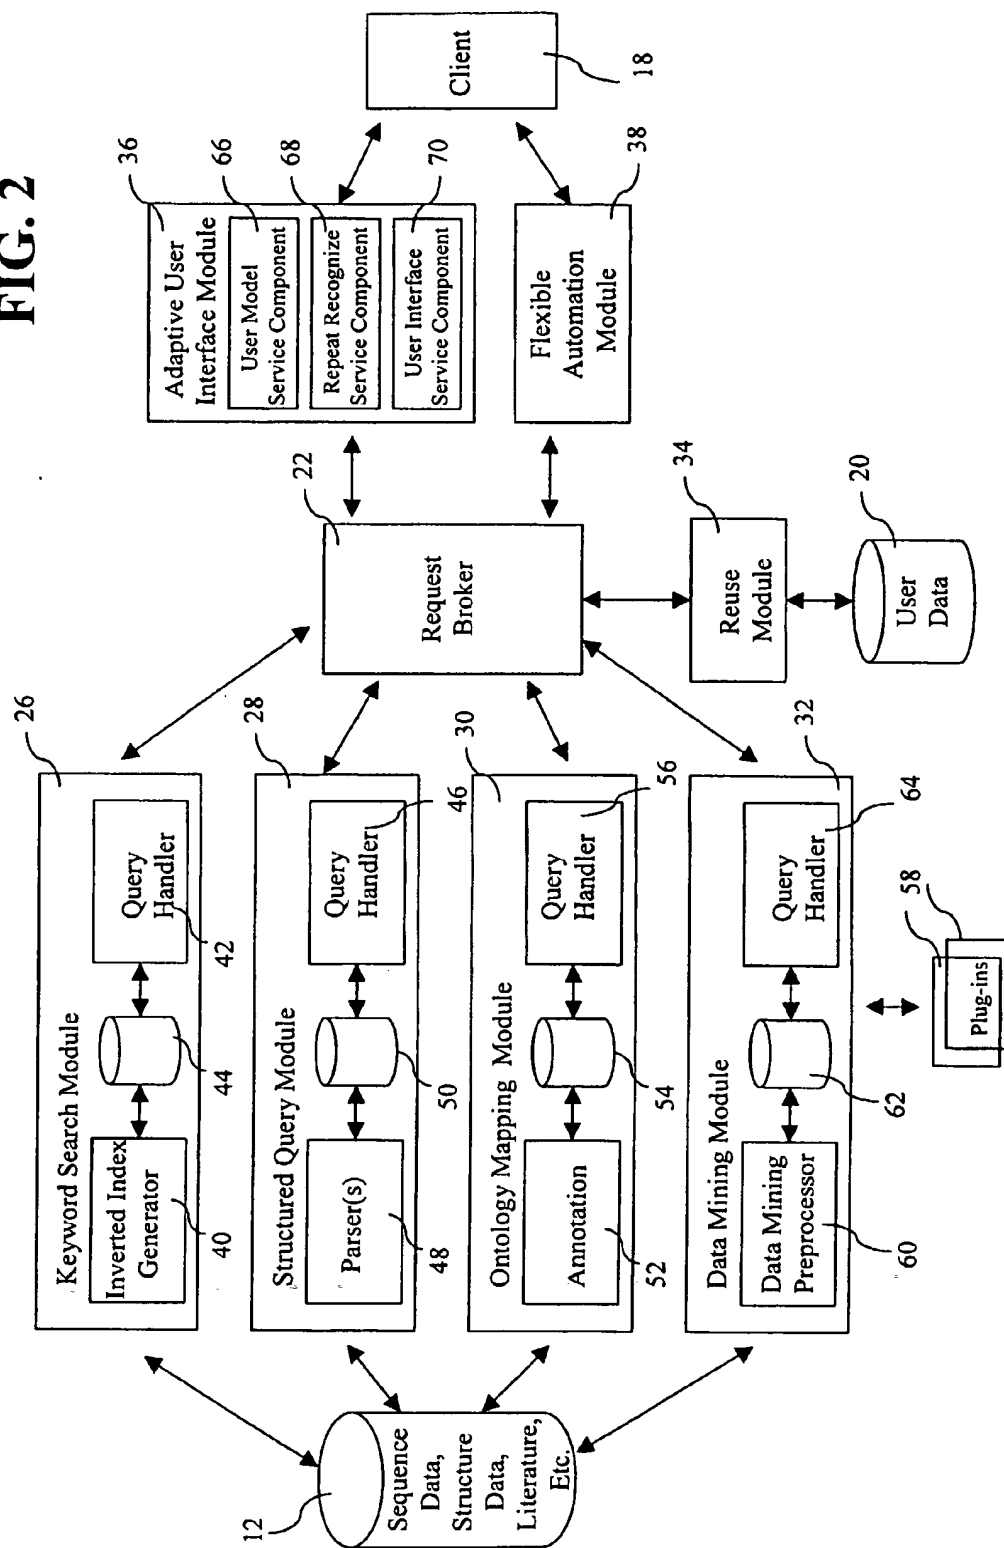 FIG. 2
12
Sequence
Data,
Structure
Data,
Literature,
Etc.
26
Keyword Search Module
Inverted Index
Generator
40
44
Query
Handler
42
28
Structured Query Module
Parser(s)
48
50
Query
Handler
46
30
Ontology Mapping Module
Annotation
52
54
Query
Handler
56
32
Data Mining Module
Data Mining
Preprocessor
60
62
Query
Handler
64
58
58
Plug-ins
22
Request
Broker
34
Reuse
Module
20
User
Data
36
Adaptive User
Interface Module
66
User Model
Service Component
68
Repeat Recognize
Service Component
70
User Interface
Service Component
38
Flexible
Automation
Module
Client
18